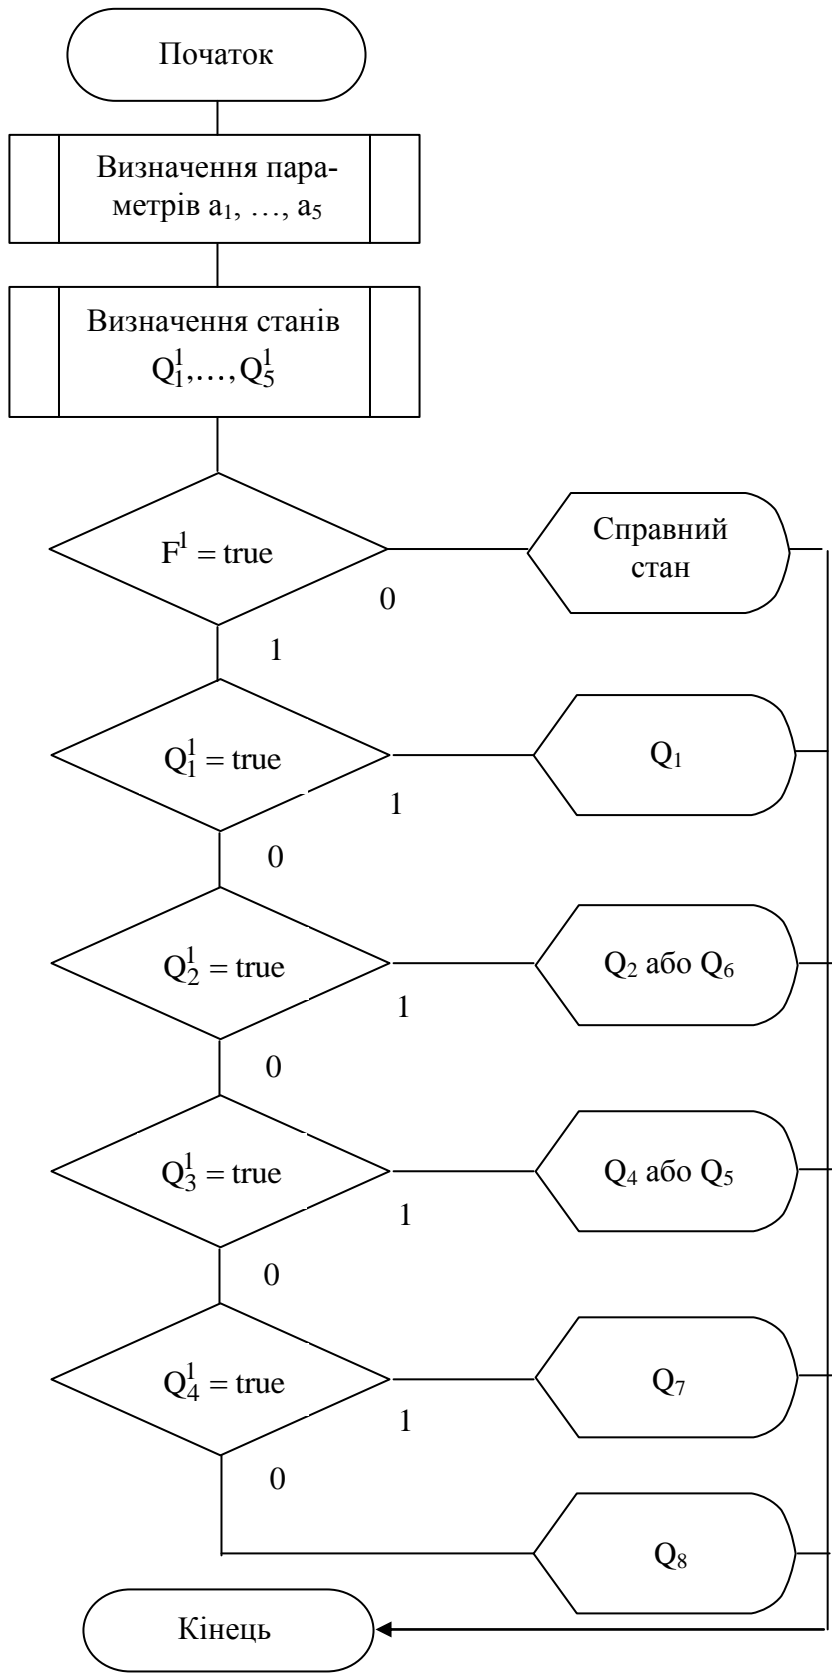 Початок
Визначення пара-
метрів a₁, …, a₅
Визначення станів
Q₁¹,…,Q₅¹
F¹ = true
Справний
стан
0
1
Q₁¹ = true
Q₁
1
0
Q₂¹ = true
Q₂ або Q₆
1
0
Q₃¹ = true
Q₄ або Q₅
1
0
Q₄¹ = true
Q₇
1
0
Q₈
Кінець